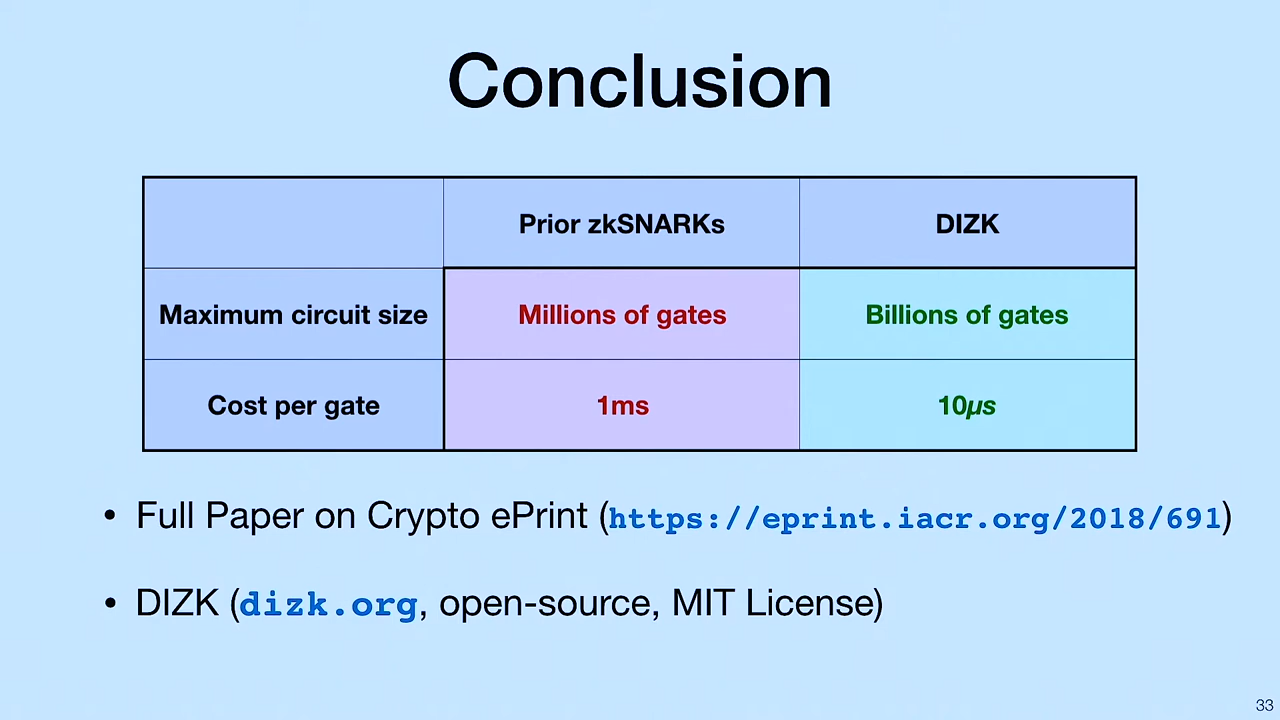 Conclusion
Prior zkSNARKs DIZK
Maximum circuit size Millions of gates Billions of gates
Cost per gate 1ms 10µs
• Full Paper on Crypto ePrint (https://eprint.iacr.org/2018/691)
• DIZK (dizk.org, open-source, MIT License)
33